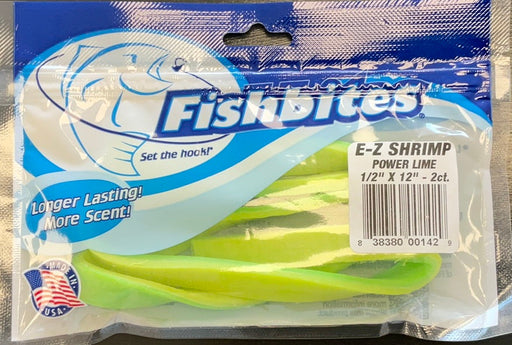 Fishbites®
Set the hook!®
Longer Lasting!
More Scent!
E-Z SHRIMP
POWER LIME
1/2" X 12" - 2ct.
8 38380 00142 9
MADE IN
USA